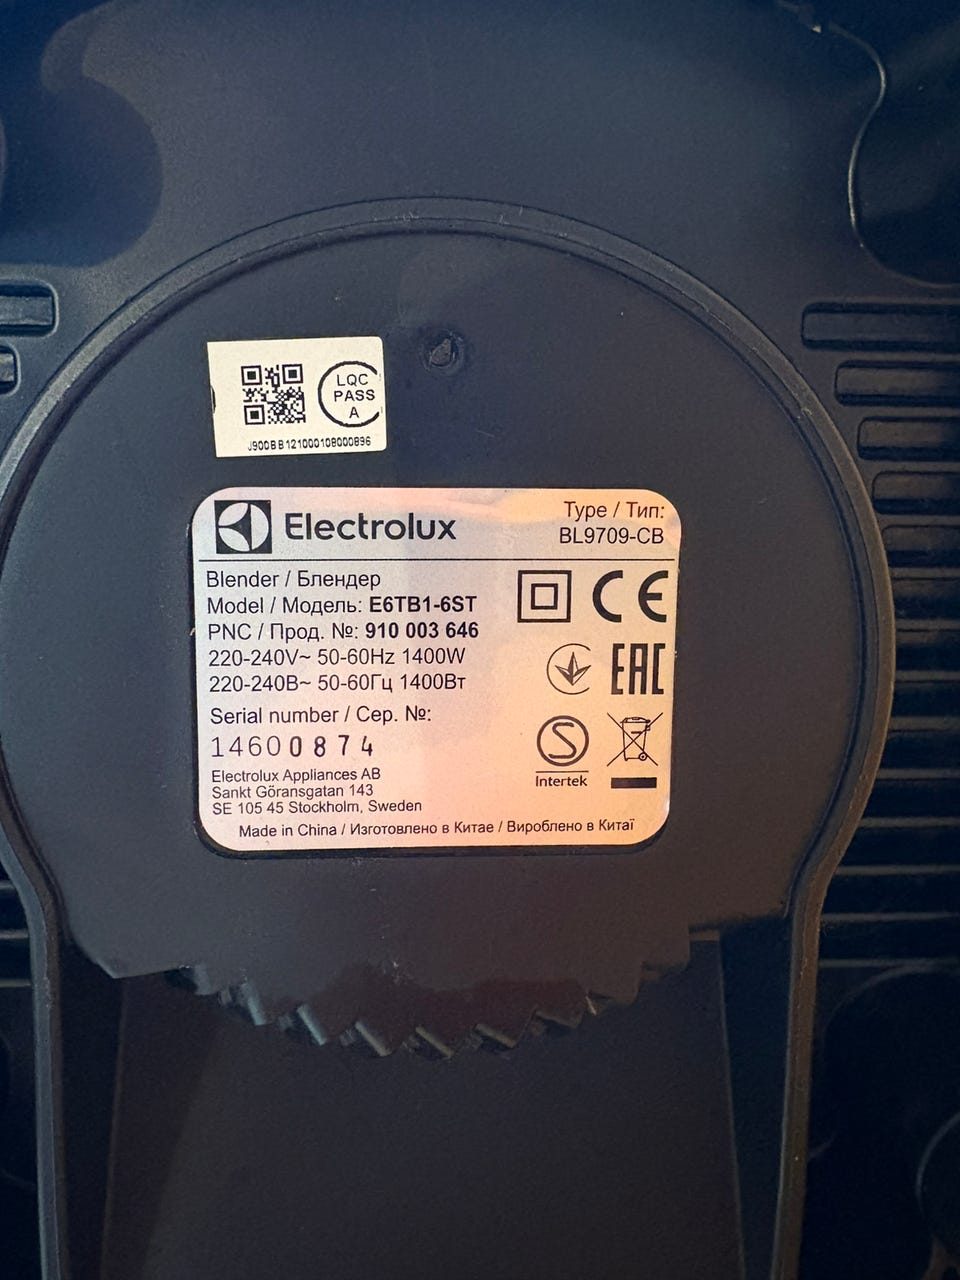 LQC
PASS
A
J900BB121000108000896
Electrolux
Type / Тип:
BL9709-CB
Blender / Блендер
Model / Модель: E6TB1-6ST
PNC / Прод. №: 910 003 646
220-240V~ 50-60Hz 1400W
220-240В~ 50-60Гц 1400Вт
Serial number / Сер. №:
14600874
Electrolux Appliances AB
Sankt Göransgatan 143
SE 105 45 Stockholm, Sweden
CE
EAC
S
Intertek
Made in China / Изготовлено в Китае / Вироблено в Китаї